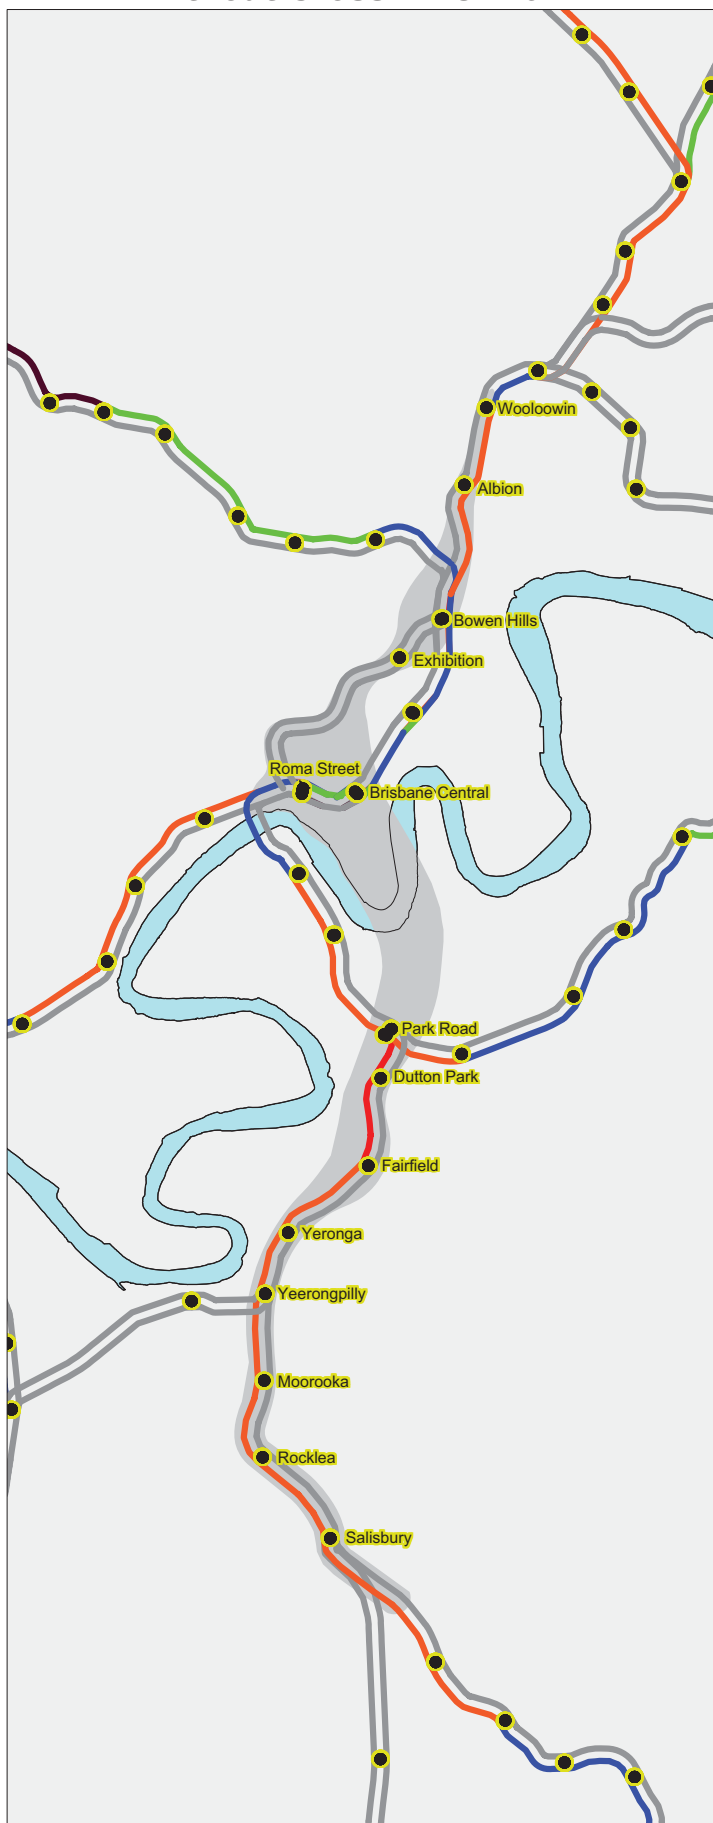 Wooloowin
Albion
Bowen Hills
Exhibition
Roma Street
Brisbane Central
Park Road
Dutton Park
Fairfield
Yeronga
Yeerongpilly
Moorooka
Rocklea
Salisbury